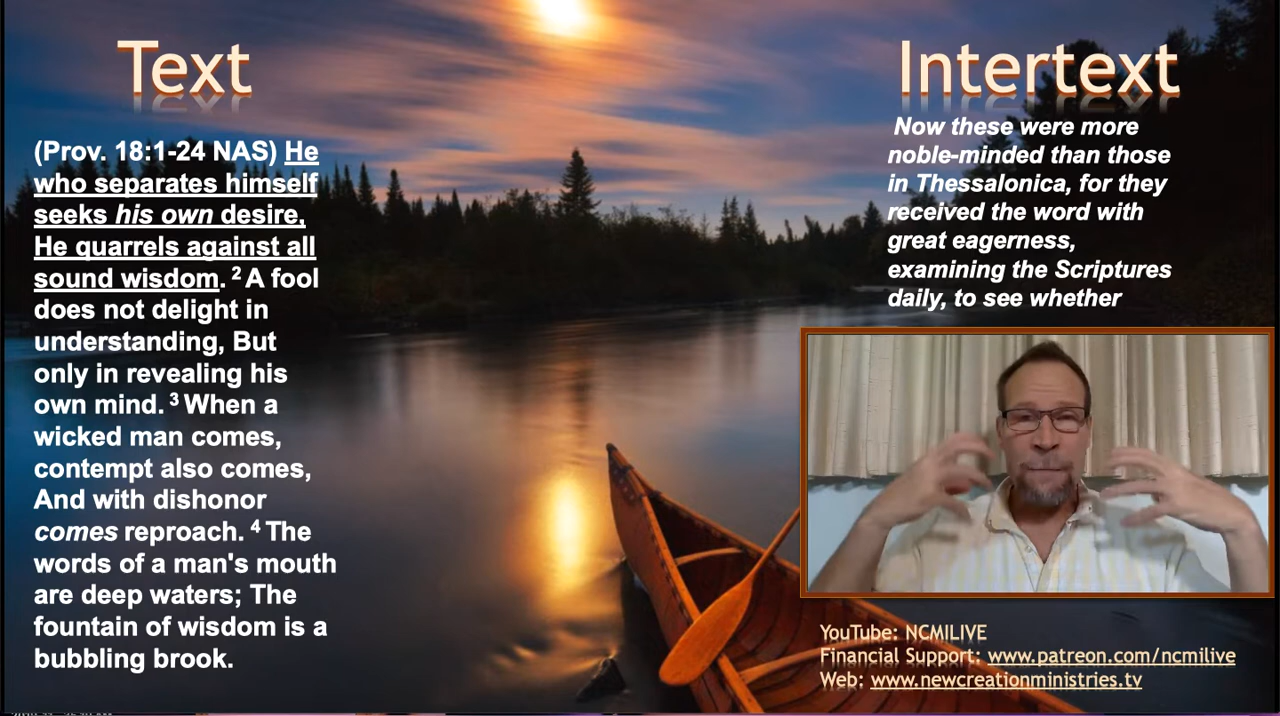 Text
(Prov. 18:1-24 NAS) He
who separates himself
seeks his own desire,
He quarrels against all
sound wisdom. 2 A fool
does not delight in
understanding, But
only in revealing his
own mind. 3 When a
wicked man comes,
contempt also comes,
And with dishonor
comes reproach. 4 The
words of a man's mouth
are deep waters; The
fountain of wisdom is a
bubbling brook.
Intertext
Now these were more
noble-minded than those
in Thessalonica, for they
received the word with
great eagerness,
examining the Scriptures
daily, to see whether
YouTube: NCMILIVE
Financial Support: www.patreon.com/ncmilive
Web: www.newcreationministries.tv